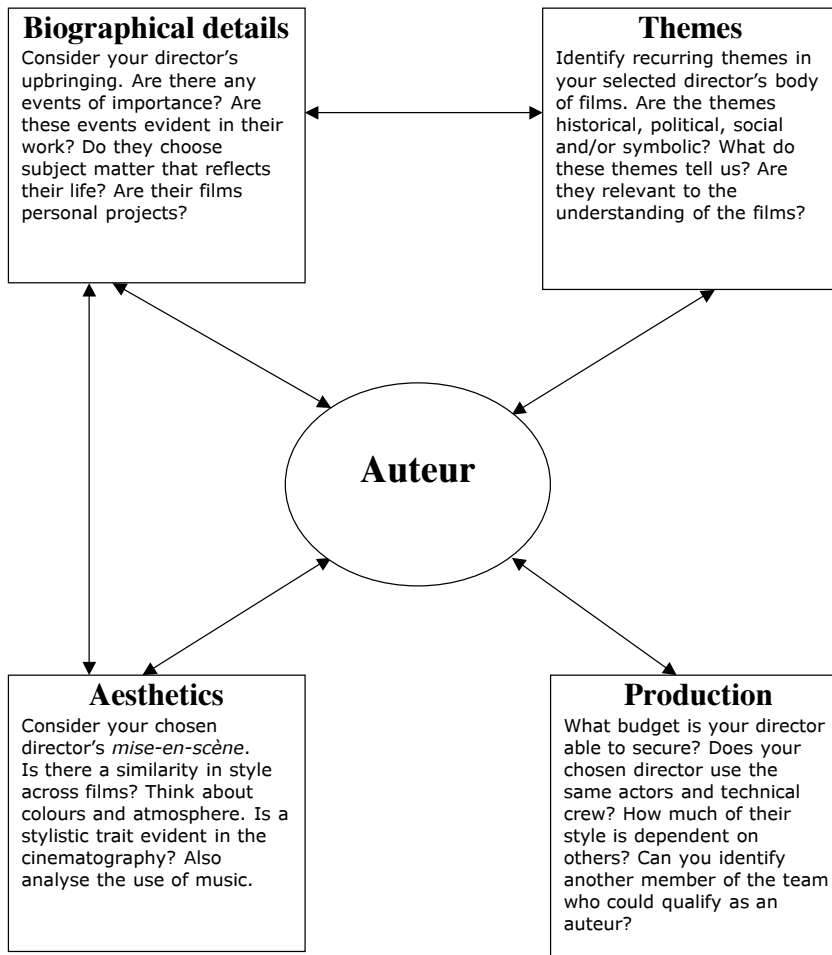 Biographical details
Consider your director’s
upbringing. Are there any
events of importance? Are
these events evident in their
work? Do they choose
subject matter that reflects
their life? Are their films
personal projects?
Themes
Identify recurring themes in
your selected director’s body
of films. Are the themes
historical, political, social
and/or symbolic? What do
these themes tell us? Are
they relevant to the
understanding of the films?
Auteur
Aesthetics
Consider your chosen
director’s mise-en-scène.
Is there a similarity in style
across films? Think about
colours and atmosphere. Is a
stylistic trait evident in the
cinematography? Also
analyse the use of music.
Production
What budget is your director
able to secure? Does your
chosen director use the
same actors and technical
crew? How much of their
style is dependent on
others? Can you identify
another member of the team
who could qualify as an
auteur?